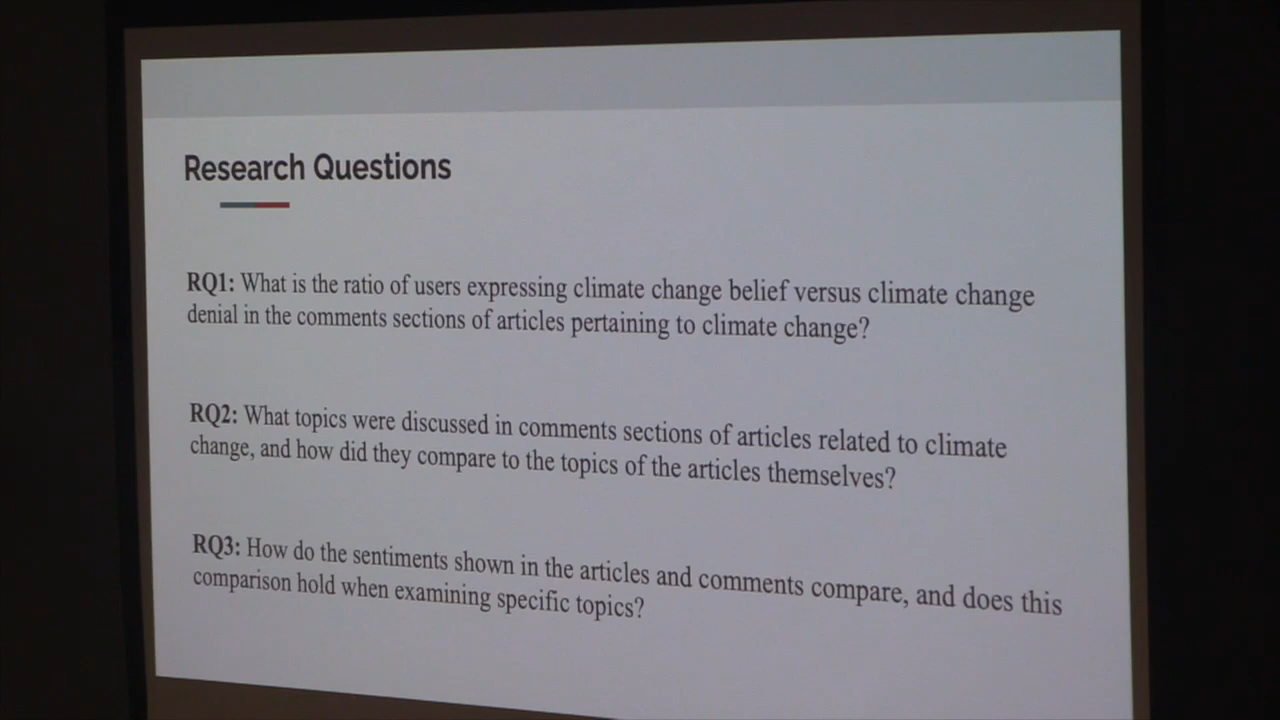 Research Questions
RQ1: What is the ratio of users expressing climate change belief versus climate change
denial in the comments sections of articles pertaining to climate change?
RQ2: What topics were discussed in comments sections of articles related to climate
change, and how did they compare to the topics of the articles themselves?
RQ3: How do the sentiments shown in the articles and comments compare, and does this
comparison hold when examining specific topics?